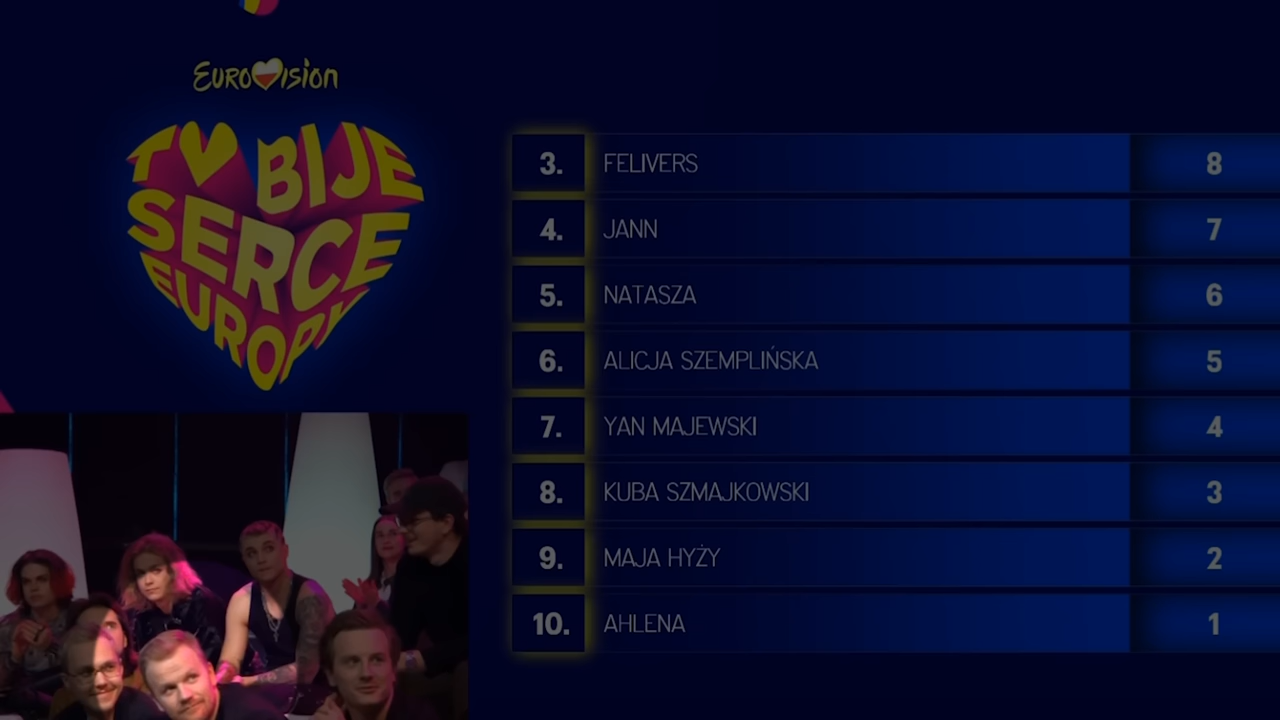 EUROVISION
TU BIJE
SERCE
EUROPY
3. FELIVERS 8
4. JANN 7
5. NATASZA 6
6. ALICJA SZEMPLIŃSKA 5
7. YAN MAJEWSKI 4
8. KUBA SZMAJKOWSKI 3
9. MAJA HYŻY 2
10. AHLENA 1